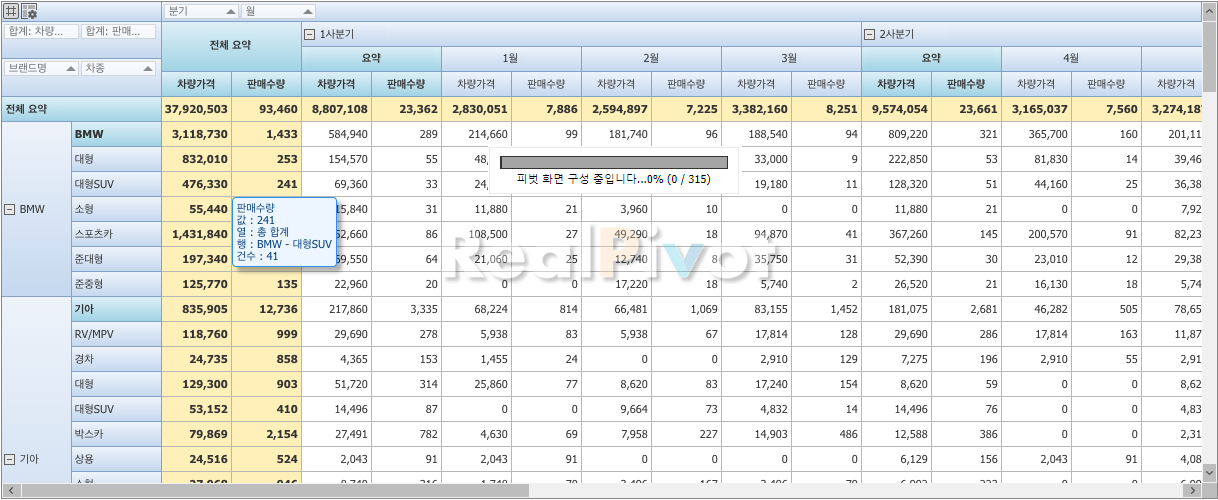 분기 월
합계: 차량... 합계: 판매...
전체 요약 1사분기 2사분기
요약 1월 2월 3월 요약 4월
브랜드명 차종
차량가격 판매수량 차량가격 판매수량 차량가격 판매수량 차량가격 판매수량 차량가격 판매수량 차량가격 판매수량 차량가격 판매수량 차량가격
전체 요약 37,920,503 93,460 8,807,108 23,362 2,830,051 7,886 2,594,897 7,225 3,382,160 8,251 9,574,054 23,661 3,165,037 7,560 3,274,18
BMW 3,118,730 1,433 584,940 289 214,660 99 181,740 96 188,540 94 809,220 321 365,700 160 201,11
대형 832,010 253 154,570 55 48, 33,000 9 222,850 53 81,830 14 39,46
대형SUV 476,330 241 69,360 33 24, 19,180 11 128,320 51 44,160 25 36,38
피벗 화면 구성 중입니다...0% (0 / 315)
BMW 소형 55,440 15,840 31 11,880 21 3,960 10 0 0 11,880 21 0 0 7,92
스포츠카 1,431,840 62,660 86 108,500 27 49,290 18 94,870 41 367,260 145 200,570 91 82,23
준대형 197,340 59,550 64 21,060 25 12,740 8 35,750 31 52,390 30 23,010 12 29,38
준중형 125,770 135 22,960 20 0 0 17,220 18 5,740 2 26,520 21 16,130 18 5,74
판매수량
값 : 241
열 : 총 합계
행 : BMW - 대형SUV
건수 : 41
RealPivot
기아 835,905 12,736 217,860 3,335 68,224 814 66,481 1,069 83,155 1,452 181,075 2,681 46,282 505 78,65
RV/MPV 118,760 999 29,690 278 5,938 83 5,938 67 17,814 128 29,690 286 17,814 163 11,87
경차 24,735 858 4,365 153 1,455 24 0 0 2,910 129 7,275 196 2,910 55 2,91
대형 129,300 903 51,720 314 25,860 77 8,620 83 17,240 154 8,620 59 0 0 8,62
대형SUV 53,152 410 14,496 87 0 0 9,664 73 4,832 14 14,496 76 0 0 4,83
박스카 79,869 2,154 27,491 782 4,630 69 7,958 227 14,903 486 12,588 386 0 0 2,31
기아 상용 24,516 524 2,043 91 2,043 91 0 0 0 0 6,129 156 2,043 91 4,08